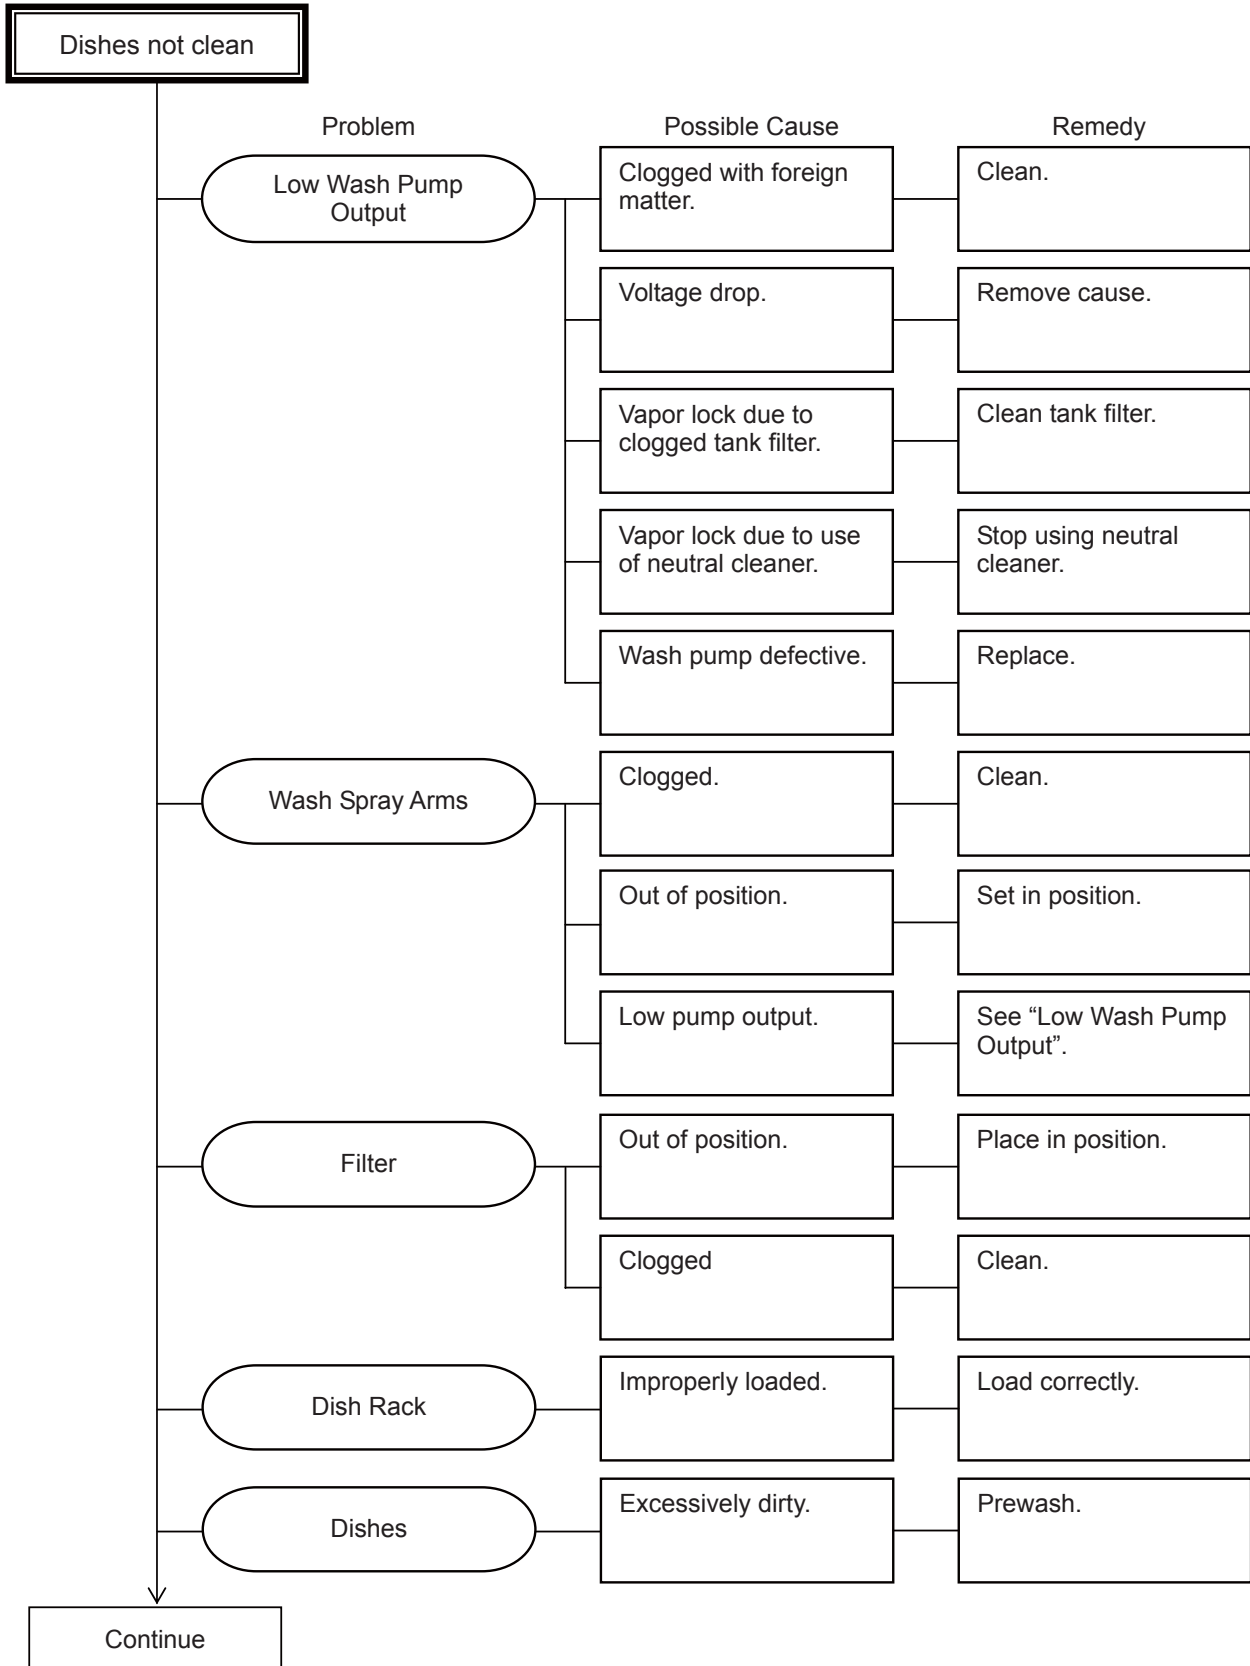 Dishes not clean
Problem
Possible Cause
Remedy
Low Wash Pump
Output
Clogged with foreign
matter.
Clean.
Voltage drop.
Remove cause.
Vapor lock due to
clogged tank filter.
Clean tank filter.
Vapor lock due to use
of neutral cleaner.
Stop using neutral
cleaner.
Wash pump defective.
Replace.
Wash Spray Arms
Clogged.
Clean.
Out of position.
Set in position.
Low pump output.
See “Low Wash Pump
Output”.
Filter
Out of position.
Place in position.
Clogged
Clean.
Dish Rack
Improperly loaded.
Load correctly.
Dishes
Excessively dirty.
Prewash.
Continue